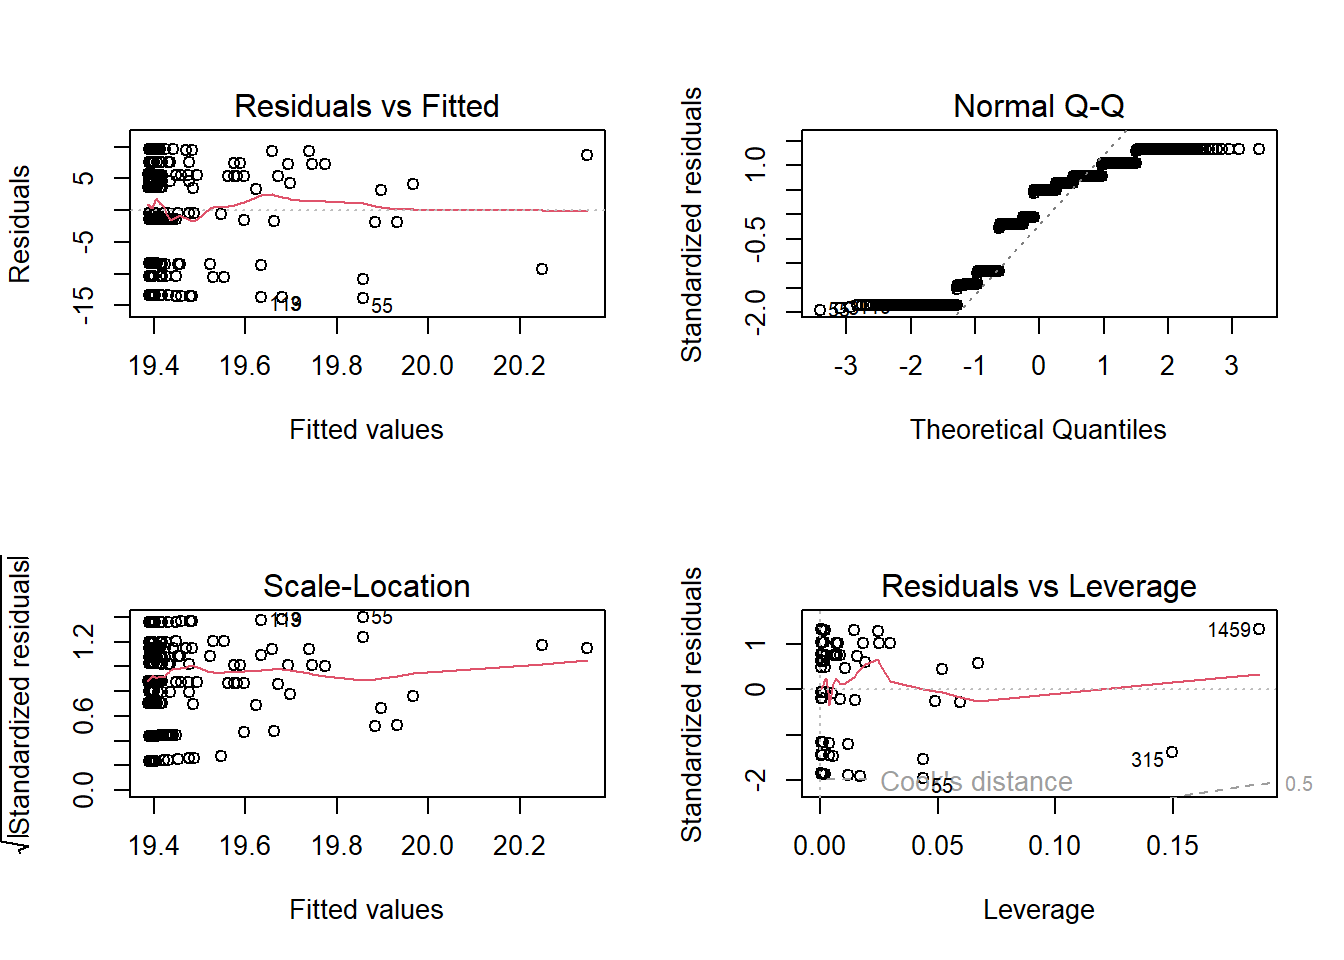 Residuals vs Fitted
Residuals
5
-5
-15
55
19.4 19.6 19.8 20.0 20.2
Fitted values
Normal Q-Q
Standardized residuals
1.0
-0.5
-2.0
-3 -2 -1 0 1 2 3
Theoretical Quantiles
Scale-Location
√|Standardized residuals|
1.2
0.6
0.0
55
19.4 19.6 19.8 20.0 20.2
Fitted values
Residuals vs Leverage
Standardized residuals
1
0
-2
1459
315
Cook's distance
55
0.5
0.00 0.05 0.10 0.15
Leverage